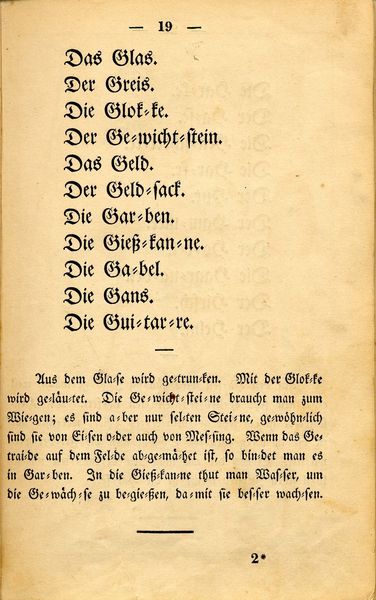 — 19 —
Das Glas.
Der Greis.
Die Glok⸗ke.
Der Ge⸗wicht⸗stein.
Das Geld.
Der Geld⸗sack.
Die Gar⸗ben.
Die Gieß⸗kan⸗ne.
Die Ga⸗bel.
Die Gans.
Die Gui⸗tar⸗re.
Aus dem Gla⸗se wird ge⸗trun⸗ken. Mit der Glok⸗ke
wird ge⸗läu⸗tet. Die Ge⸗wicht⸗stei⸗ne braucht man zum
Wie⸗gen; es sind a⸗ber nur sel⸗ten Stei⸗ne, ge⸗wöhn⸗lich
sind sie von Ei⸗sen o⸗der auch von Mes⸗sing. Wenn das Ge⸗
trai⸗de auf dem Fel⸗de ab⸗ge⸗mä⸗het ist, so bin⸗det man es
in Gar⸗ben. In die Gieß⸗kan⸗ne thut man Was⸗ser, um
die Ge⸗wäch⸗se zu be⸗gie⸗ßen, da⸗mit sie bes⸗ser wach⸗sen.
2*